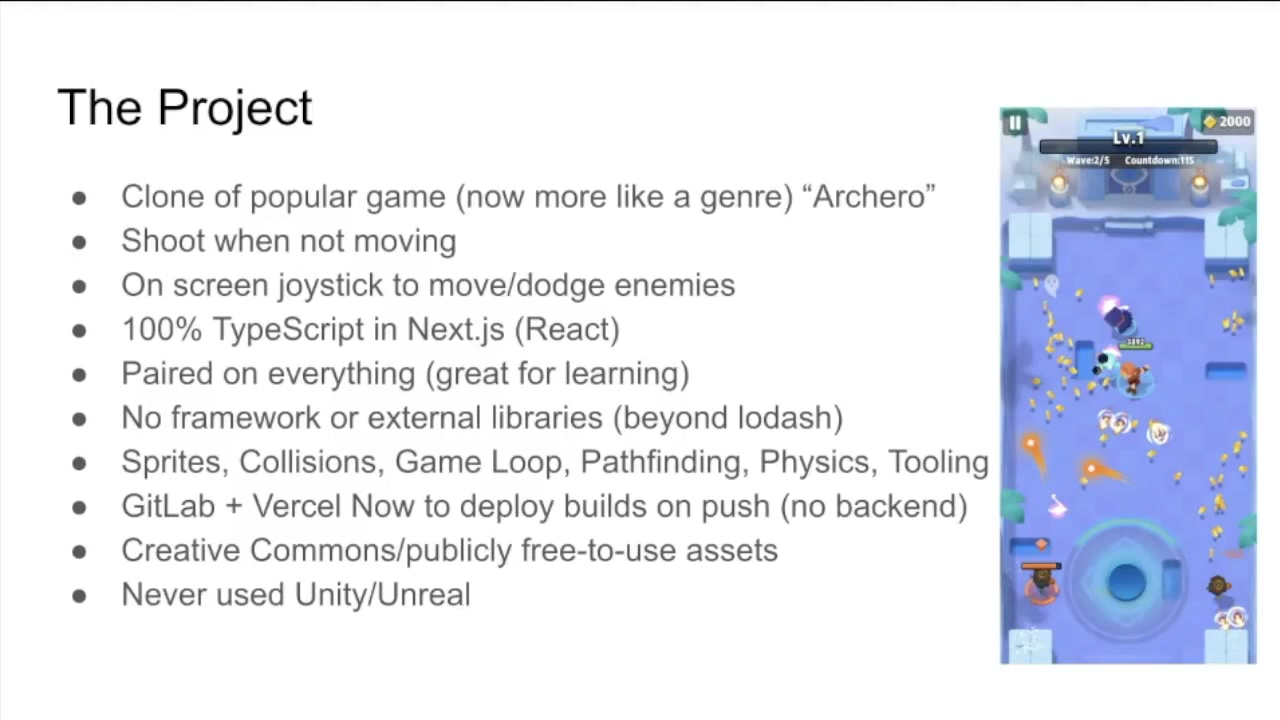 The Project
● Clone of popular game (now more like a genre) “Archero”
● Shoot when not moving
● On screen joystick to move/dodge enemies
● 100% TypeScript in Next.js (React)
● Paired on everything (great for learning)
● No framework or external libraries (beyond lodash)
● Sprites, Collisions, Game Loop, Pathfinding, Physics, Tooling
● GitLab + Vercel Now to deploy builds on push (no backend)
● Creative Commons/publicly free-to-use assets
● Never used Unity/Unreal
2000
Lv.1
Wave:2/5 Countdown:11S